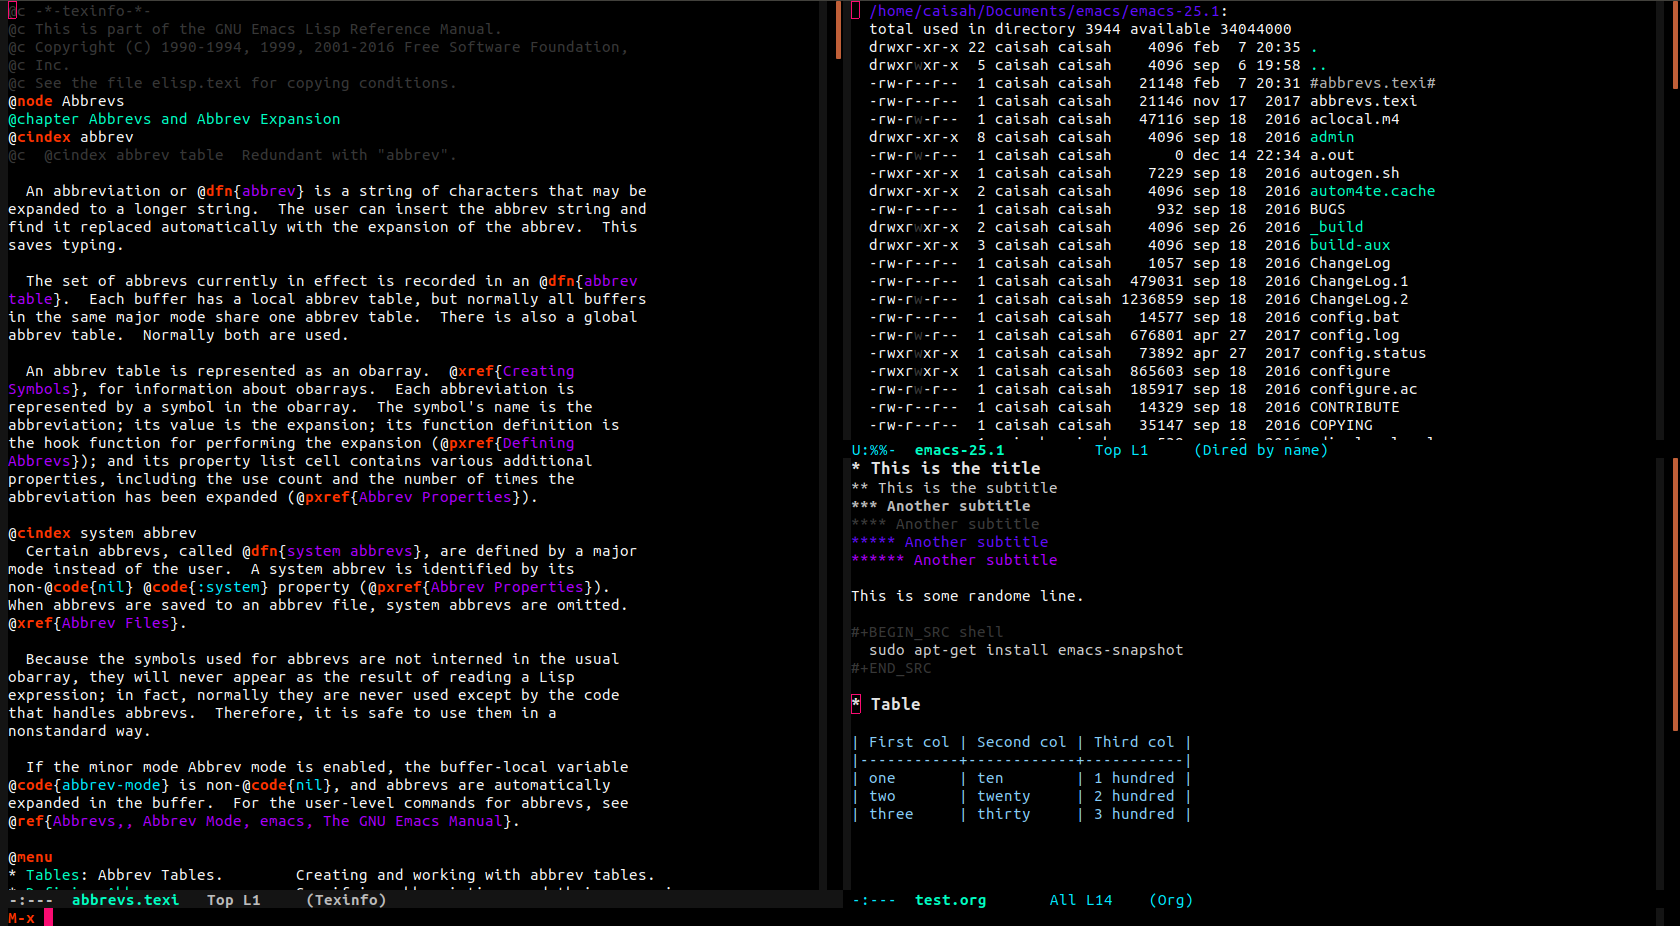 @c -*-texinfo-*-
@c This is part of the GNU Emacs Lisp Reference Manual.
@c Copyright (C) 1990-1994, 1999, 2001-2016 Free Software Foundation,
@c Inc.
@c See the file elisp.texi for copying conditions.
@node Abbrevs
@chapter Abbrevs and Abbrev Expansion
@cindex abbrev
@c  @cindex abbrev table  Redundant with "abbrev".

  An abbreviation or @dfn{abbrev} is a string of characters that may be
expanded to a longer string.  The user can insert the abbrev string and
find it replaced automatically with the expansion of the abbrev.  This
saves typing.

  The set of abbrevs currently in effect is recorded in an @dfn{abbrev
table}.  Each buffer has a local abbrev table, but normally all buffers
in the same major mode share one abbrev table.  There is also a global
abbrev table.  Normally both are used.

  An abbrev table is represented as an obarray.  @xref{Creating
Symbols}, for information about obarrays.  Each abbreviation is
represented by a symbol in the obarray.  The symbol's name is the
abbreviation; its value is the expansion; its function definition is
the hook function for performing the expansion (@pxref{Defining
Abbrevs}); and its property list cell contains various additional
properties, including the use count and the number of times the
abbreviation has been expanded (@pxref{Abbrev Properties}).

@cindex system abbrev
  Certain abbrevs, called @dfn{system abbrevs}, are defined by a major
mode instead of the user.  A system abbrev is identified by its
non-@code{nil} @code{:system} property (@pxref{Abbrev Properties}).
When abbrevs are saved to an abbrev file, system abbrevs are omitted.
@xref{Abbrev Files}.

  Because the symbols used for abbrevs are not interned in the usual
obarray, they will never appear as the result of reading a Lisp
expression; in fact, normally they are never used except by the code
that handles abbrevs.  Therefore, it is safe to use them in a
nonstandard way.

  If the minor mode Abbrev mode is enabled, the buffer-local variable
@code{abbrev-mode} is non-@code{nil}, and abbrevs are automatically
expanded in the buffer.  For the user-level commands for abbrevs, see
@ref{Abbrevs,, Abbrev Mode, emacs, The GNU Emacs Manual}.

@menu
* Tables: Abbrev Tables.        Creating and working with abbrev tables.
-:---  abbrevs.texi   Top L1     (Texinfo)
M-x
/home/caisah/Documents/emacs/emacs-25.1:
total used in directory 3944 available 34044000
drwxr-xr-x 22 caisah caisah    4096 feb  7 20:35 .
drwxrwxr-x  5 caisah caisah    4096 sep  6 19:58 ..
-rw-r--r--  1 caisah caisah   21148 feb  7 20:31 #abbrevs.texi#
-rw-r--r--  1 caisah caisah   21146 nov 17  2017 abbrevs.texi
-rw-rw-r--  1 caisah caisah   47116 sep 18  2016 aclocal.m4
drwxr-xr-x  8 caisah caisah    4096 sep 18  2016 admin
-rw-rw-r--  1 caisah caisah       0 dec 14 22:34 a.out
-rwxr-xr-x  1 caisah caisah    7229 sep 18  2016 autogen.sh
drwxr-xr-x  2 caisah caisah    4096 sep 18  2016 autom4te.cache
-rw-r--r--  1 caisah caisah     932 sep 18  2016 BUGS
drwxrwxr-x  2 caisah caisah    4096 sep 26  2016 _build
drwxr-xr-x  3 caisah caisah    4096 sep 18  2016 build-aux
-rw-r--r--  1 caisah caisah    1057 sep 18  2016 ChangeLog
-rw-r--r--  1 caisah caisah  479031 sep 18  2016 ChangeLog.1
-rw-rw-r--  1 caisah caisah 1236859 sep 18  2016 ChangeLog.2
-rw-r--r--  1 caisah caisah   14577 sep 18  2016 config.bat
-rw-rw-r--  1 caisah caisah  676801 apr 27  2017 config.log
-rwxrwxr-x  1 caisah caisah   73892 apr 27  2017 config.status
-rwxrwxr-x  1 caisah caisah  865603 sep 18  2016 configure
-rw-rw-r--  1 caisah caisah  185917 sep 18  2016 configure.ac
-rw-r--r--  1 caisah caisah   14329 sep 18  2016 CONTRIBUTE
-rw-r--r--  1 caisah caisah   35147 sep 18  2016 COPYING
U:%%-  emacs-25.1          Top L1     (Dired by name)
* This is the title
** This is the subtitle
*** Another subtitle
**** Another subtitle
***** Another subtitle
****** Another subtitle

This is some randome line.

#+BEGIN_SRC shell
  sudo apt-get install emacs-snapshot
#+END_SRC

* Table

| First col | Second col | Third col |
|-----------+------------+-----------|
| one       | ten        | 1 hundred |
| two       | twenty     | 2 hundred |
| three     | thirty     | 3 hundred |
-:---  test.org       All L14    (Org)